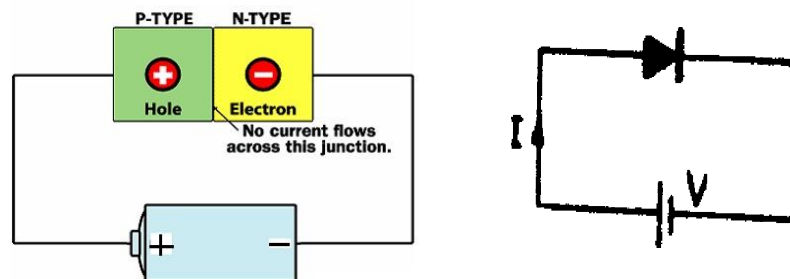 P-TYPE N-TYPE
+ −
Hole Electron
No current flows
across this junction.
+ −
I
V